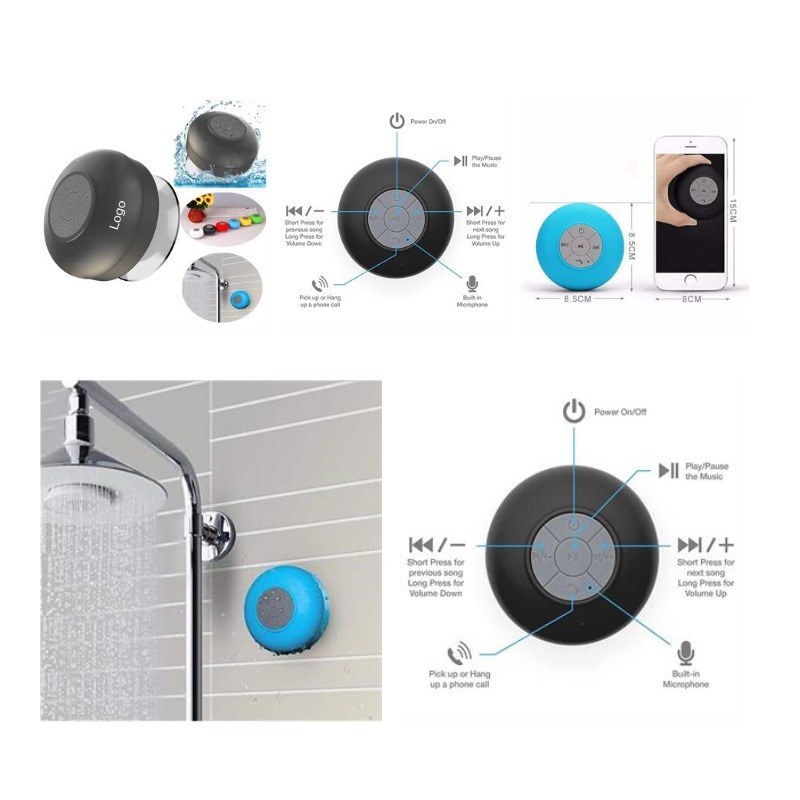 Logo
Power On/Off
Play/Pause
the Music
Short Press for
previous song
Long Press for
Volume Down
Short Press for
next song
Long Press for
Volume Up
Pick up or Hang
up a phone call
Built-in
Microphone
8.5CM
8.5CM
15CM
8CM
Power On/Off
Play/Pause
the Music
Short Press for
previous song
Long Press for
Volume Down
Short Press for
next song
Long Press for
Volume Up
Pick up or Hang
up a phone call
Built-in
Microphone